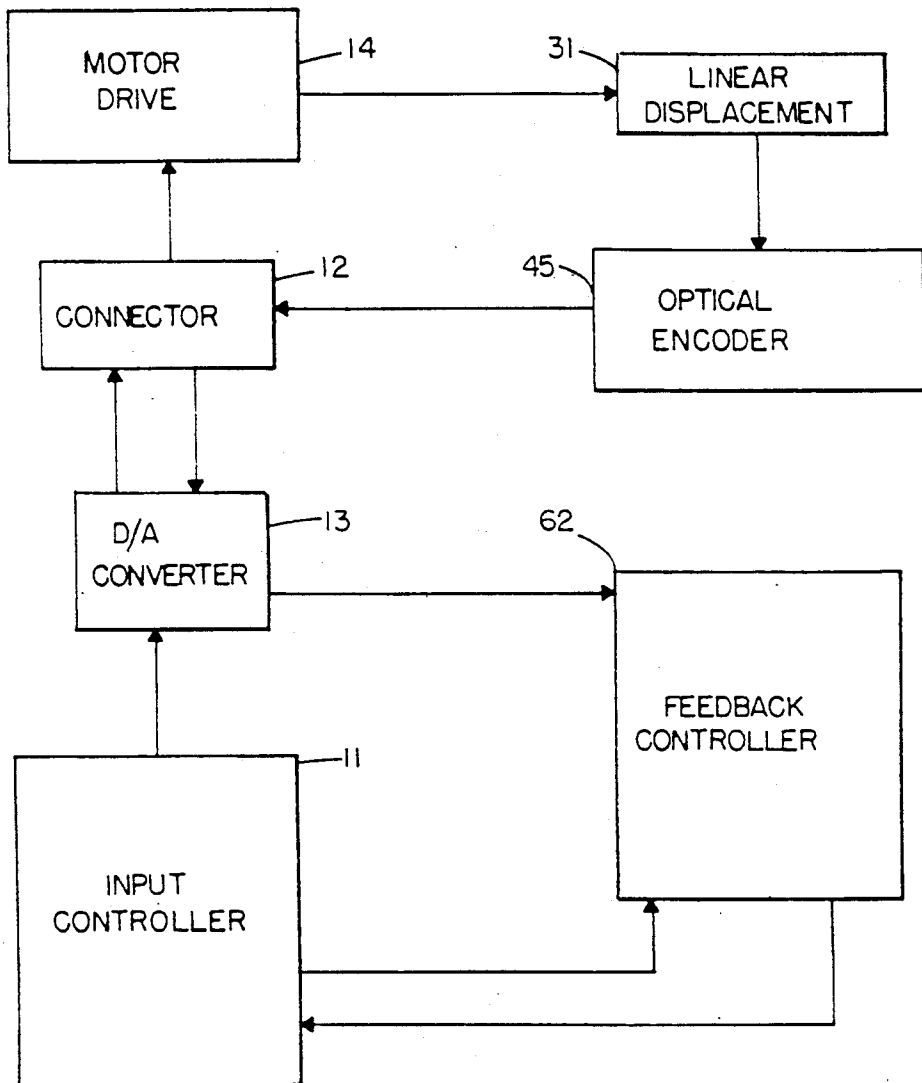 MOTOR
DRIVE
14
31
LINEAR
DISPLACEMENT
CONNECTOR
12
45
OPTICAL
ENCODER
D/A
CONVERTER
13
62
FEEDBACK
CONTROLLER
11
INPUT
CONTROLLER